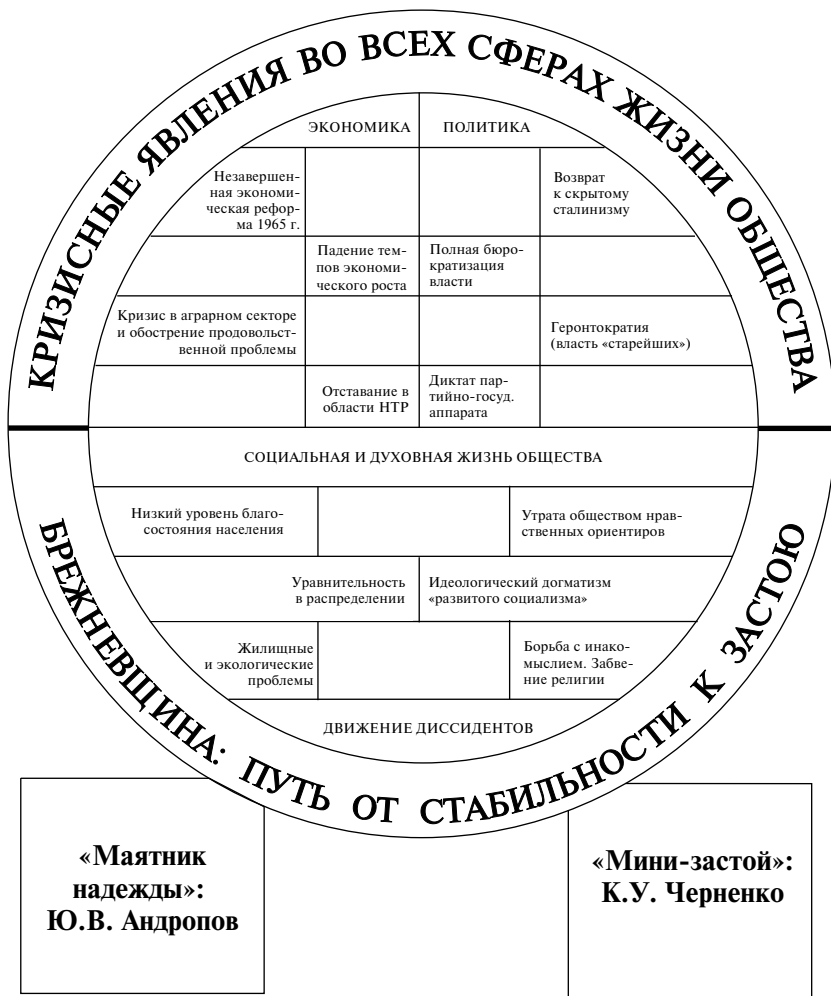 КРИЗИСНЫЕ ЯВЛЕНИЯ ВО ВСЕХ СФЕРАХ ЖИЗНИ ОБЩЕСТВА
ЭКОНОМИКА
ПОЛИТИКА
Незавершен-
ная экономи-
ческая рефор-
ма 1965 г.
Возврат
к скрытому
сталинизму
Падение тем-
пов экономи-
ческого роста
Полная бюро-
кратизация
власти
Кризис в аграрном секторе
и обострение продовольст-
венной проблемы
Геронтократия
(власть «старейших»)
Отставание в
области НТР
Диктат пар-
тийно-госуд.
аппарата
СОЦИАЛЬНАЯ И ДУХОВНАЯ ЖИЗНЬ ОБЩЕСТВА
Низкий уровень благо-
состояния населения
Утрата обществом нрав-
ственных ориентиров
Уравнительность
в распределении
Идеологический догматизм
«развитого социализма»
Жилищные
и экологические
проблемы
Борьба с инако-
мыслием. Забве-
ние религии
ДВИЖЕНИЕ ДИССИДЕНТОВ
БРЕЖНЕВЩИНА: ПУТЬ ОТ СТАБИЛЬНОСТИ К ЗАСТОЮ
«Маятник
надежды»:
Ю.В. Андропов
«Мини-застой»:
К.У. Черненко